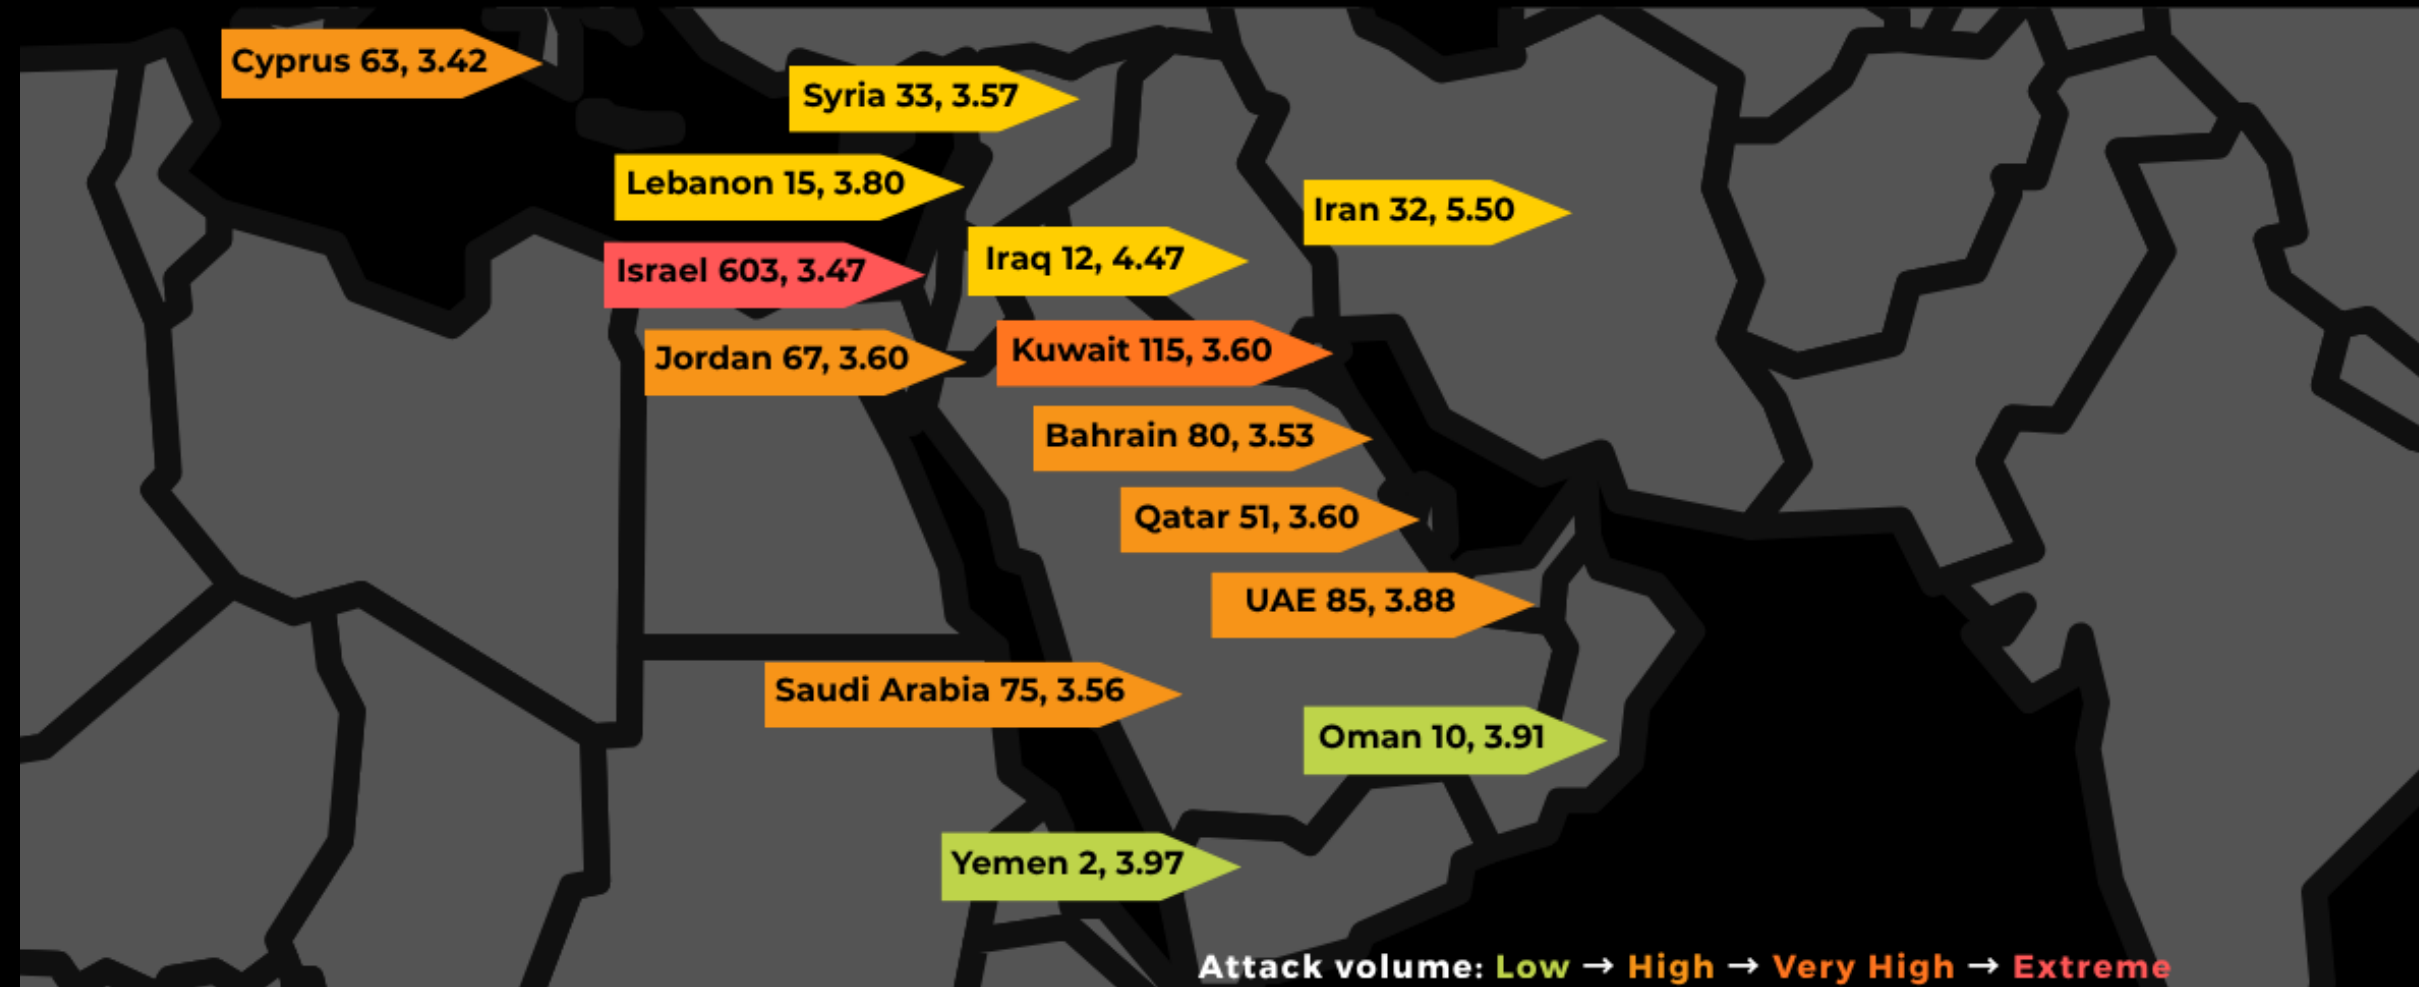 Cyprus 63, 3.42
Syria 33, 3.57
Lebanon 15, 3.80
Iran 32, 5.50
Israel 603, 3.47
Iraq 12, 4.47
Jordan 67, 3.60
Kuwait 115, 3.60
Bahrain 80, 3.53
Qatar 51, 3.60
UAE 85, 3.88
Saudi Arabia 75, 3.56
Oman 10, 3.91
Yemen 2, 3.97
Attack volume: Low → High → Very High → Extreme